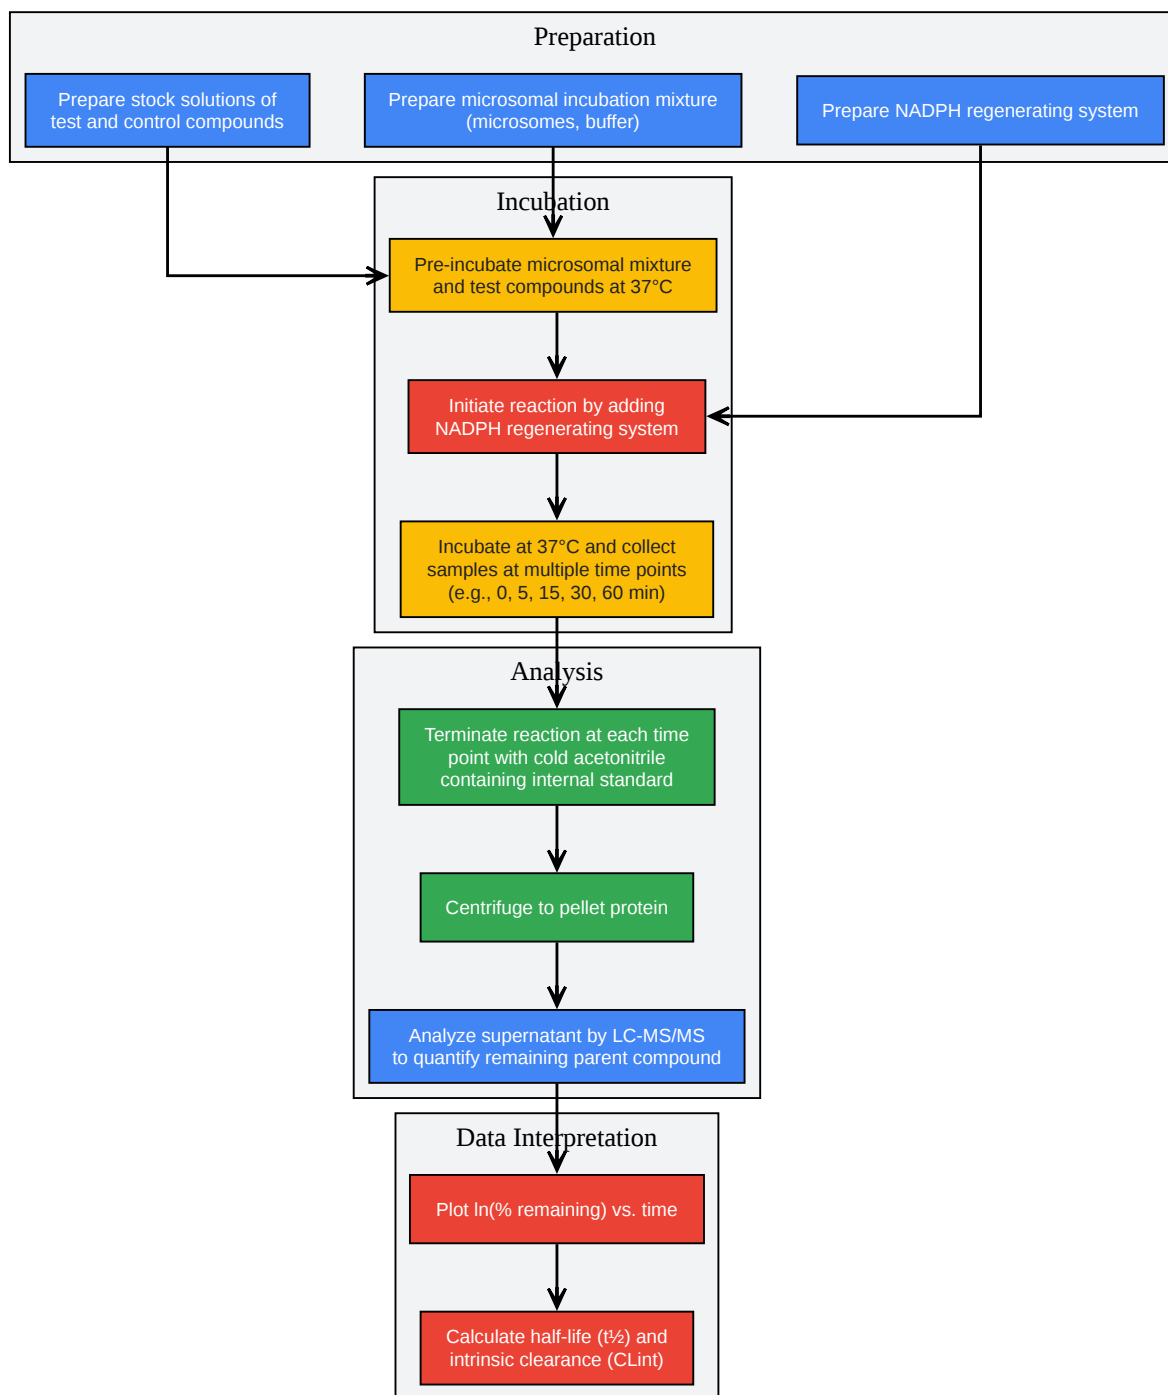 Preparation
Prepare stock solutions of
test and control compounds
Prepare microsomal incubation mixture
(microsomes, buffer)
Prepare NADPH regenerating system
Incubation
Pre-incubate microsomal mixture
and test compounds at 37°C
Initiate reaction by adding
NADPH regenerating system
Incubate at 37°C and collect
samples at multiple time points
(e.g., 0, 5, 15, 30, 60 min)
Analysis
Terminate reaction at each time
point with cold acetonitrile
containing internal standard
Centrifuge to pellet protein
Analyze supernatant by LC-MS/MS
to quantify remaining parent compound
Data Interpretation
Plot ln(% remaining) vs. time
Calculate half-life (t½) and
intrinsic clearance (CLint)